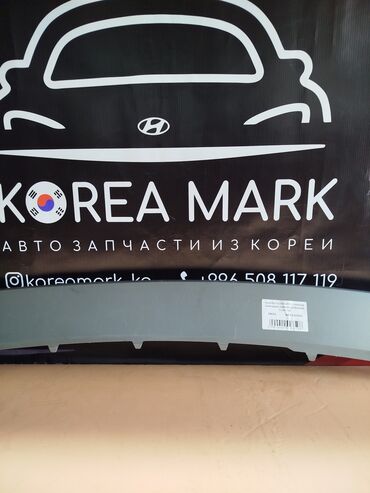 KOREA MARK
АВТО ЗАПЧАСТИ ИЗ КОРЕИ
koreamark_kg
+996 508 117 119